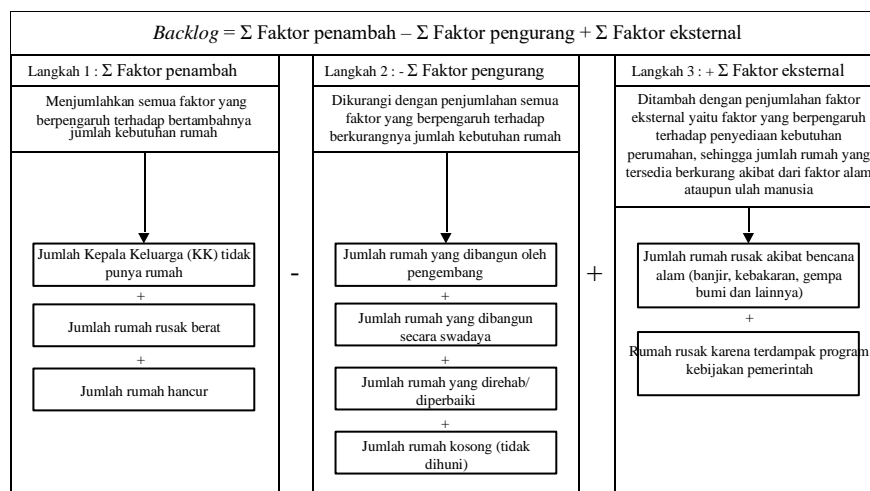 Backlog = Σ Faktor penambah – Σ Faktor pengurang + Σ Faktor eksternal
Langkah 1 : Σ Faktor penambah
Menjumlahkan semua faktor yang
berpengaruh terhadap bertambahnya
jumlah kebutuhan rumah
Jumlah Kepala Keluarga (KK) tidak
punya rumah
+
Jumlah rumah rusak berat
+
Jumlah rumah hancur
-
Langkah 2 : - Σ Faktor pengurang
Dikurangi dengan penjumlahan semua
faktor yang berpengaruh terhadap
berkurangnya jumlah kebutuhan rumah
Jumlah rumah yang dibangun oleh
pengembang
+
Jumlah rumah yang dibangun
secara swadaya
+
Jumlah rumah yang direhab/
diperbaiki
+
Jumlah rumah kosong (tidak
dihuni)
+
Langkah 3 : + Σ Faktor eksternal
Ditambah dengan penjumlahan faktor
eksternal yaitu faktor yang berpengaruh
terhadap penyediaan kebutuhan
perumahan, sehingga jumlah rumah yang
tersedia berkurang akibat dari faktor alam
ataupun ulah manusia
Jumlah rumah rusak akibat bencana
alam (banjir, kebakaran, gempa
bumi dan lainnya)
+
Rumah rusak karena terdampak program
kebijakan pemerintah